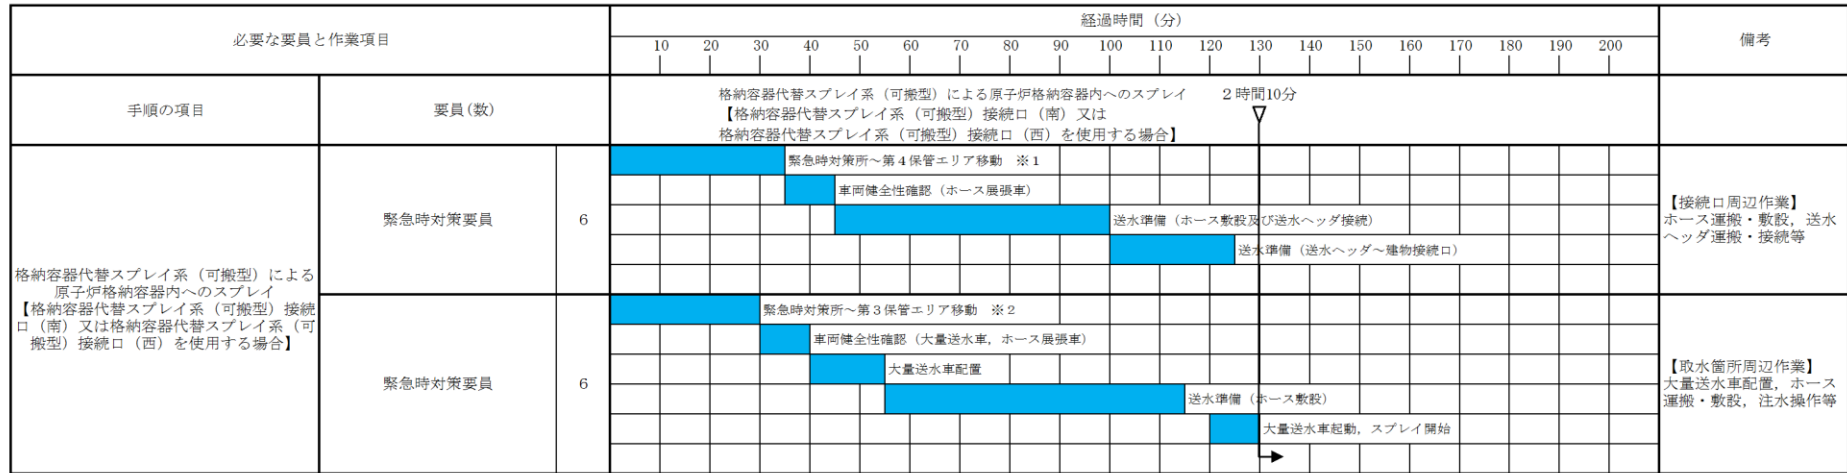 必要な要員と作業項目
経過時間（分）
備考
10 20 30 40 50 60 70 80 90 100 110 120 130 140 150 160 170 180 190 200
手順の項目
要員(数)
格納容器代替スプレイ系（可搬型）による原子炉格納容器内へのスプレイ　２時間10分
【格納容器代替スプレイ系（可搬型）接続口（南）又は
格納容器代替スプレイ系（可搬型）接続口（西）を使用する場合】
格納容器代替スプレイ系（可搬型）による
原子炉格納容器内へのスプレイ
【格納容器代替スプレイ系（可搬型）接続
口（南）又は格納容器代替スプレイ系（可
搬型）接続口（西）を使用する場合】
緊急時対策要員
6
緊急時対策所～第４保管エリア移動　※１
車両健全性確認（ホース展張車）
送水準備（ホース敷設及び送水ヘッダ接続）
送水準備（送水ヘッダ～建物接続口）
【接続口周辺作業】
ホース運搬・敷設，送水
ヘッダ運搬・接続等
緊急時対策要員
6
緊急時対策所～第３保管エリア移動　※２
車両健全性確認（大量送水車，ホース展張車）
大量送水車配置
送水準備（ホース敷設）
大量送水車起動，スプレイ開始
【取水箇所周辺作業】
大量送水車配置，ホース
運搬・敷設，注水操作等